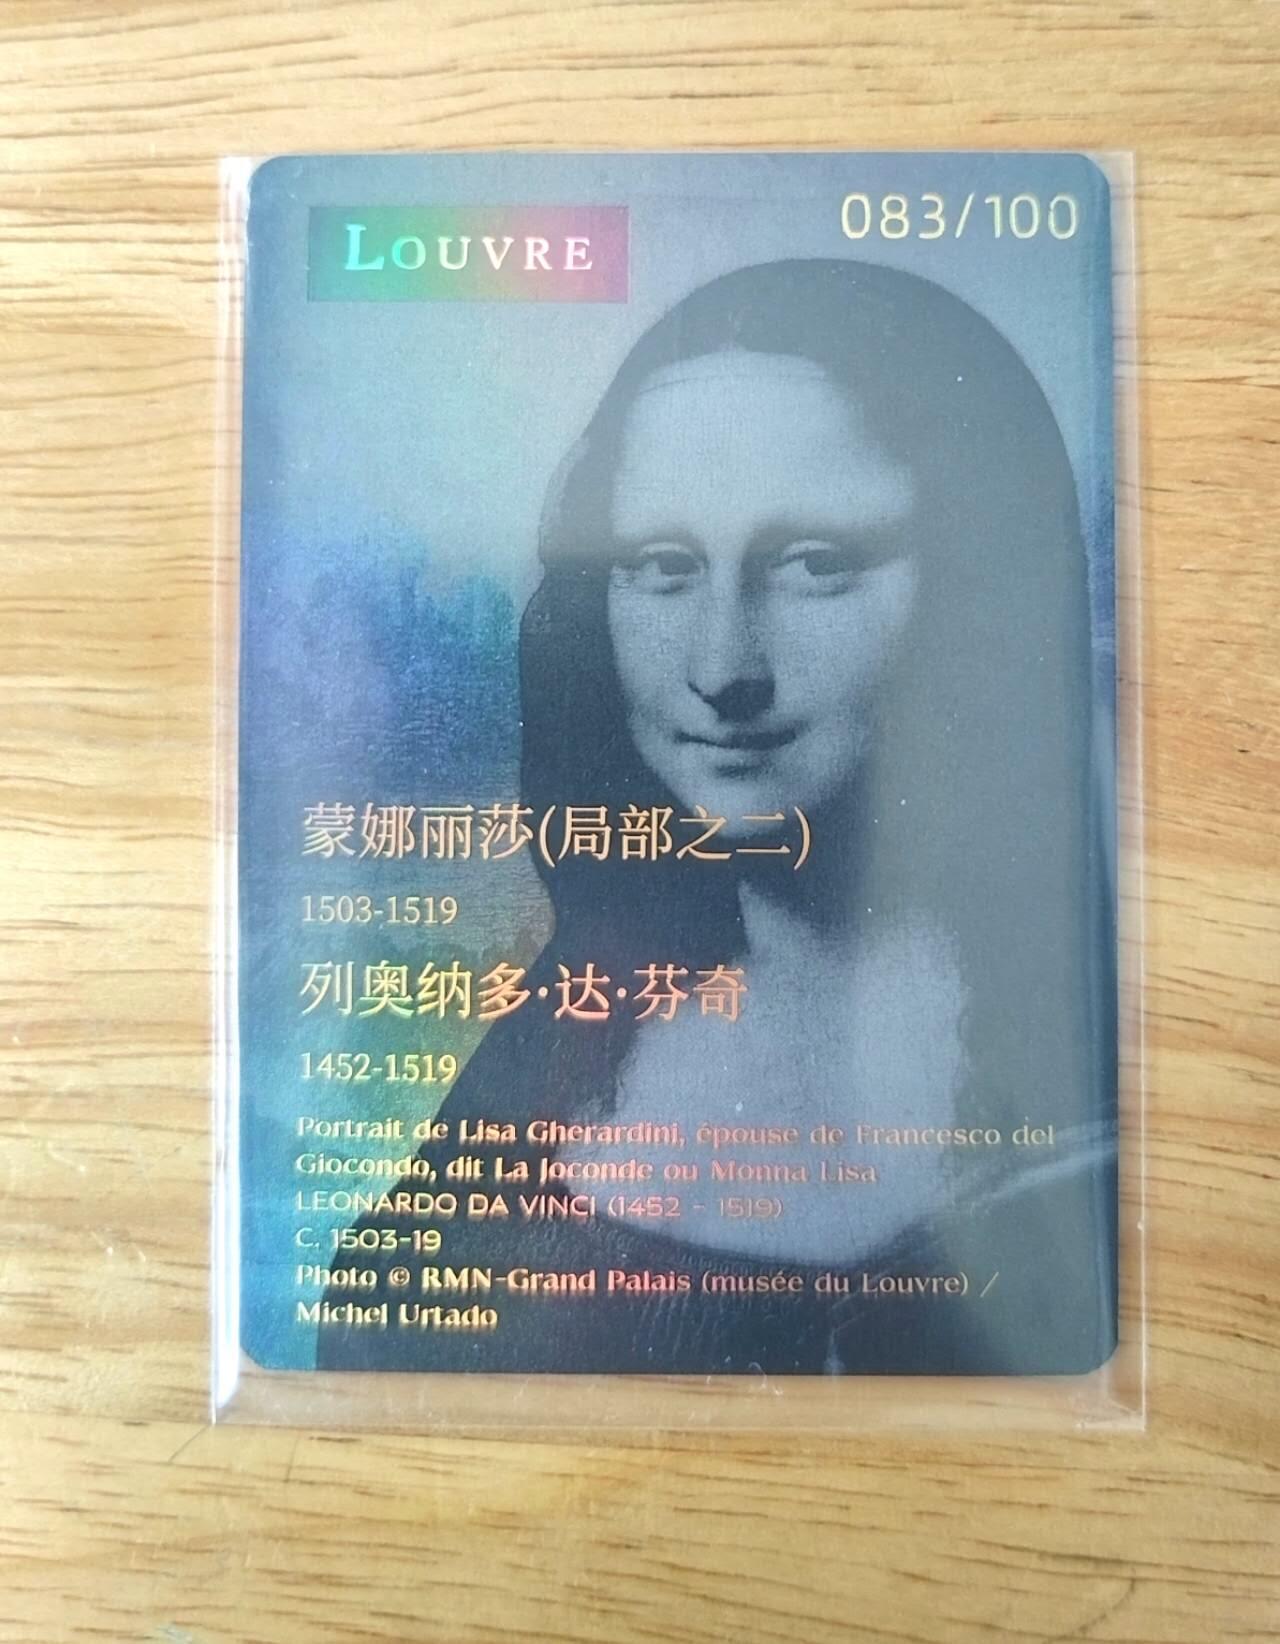 LOUVRE
083/100
蒙娜丽莎(局部之二)
1503-1519
列奥纳多·达·芬奇
1452-1519
Portrait de Lisa Gherardini, épouse de Francesco del
Giocondo, dit La Joconde ou Monna Lisa
LEONARDO DA VINCI (1452 - 1519)
C. 1503-19
Photo © RMN-Grand Palais (musée du Louvre) /
Michel Urtado